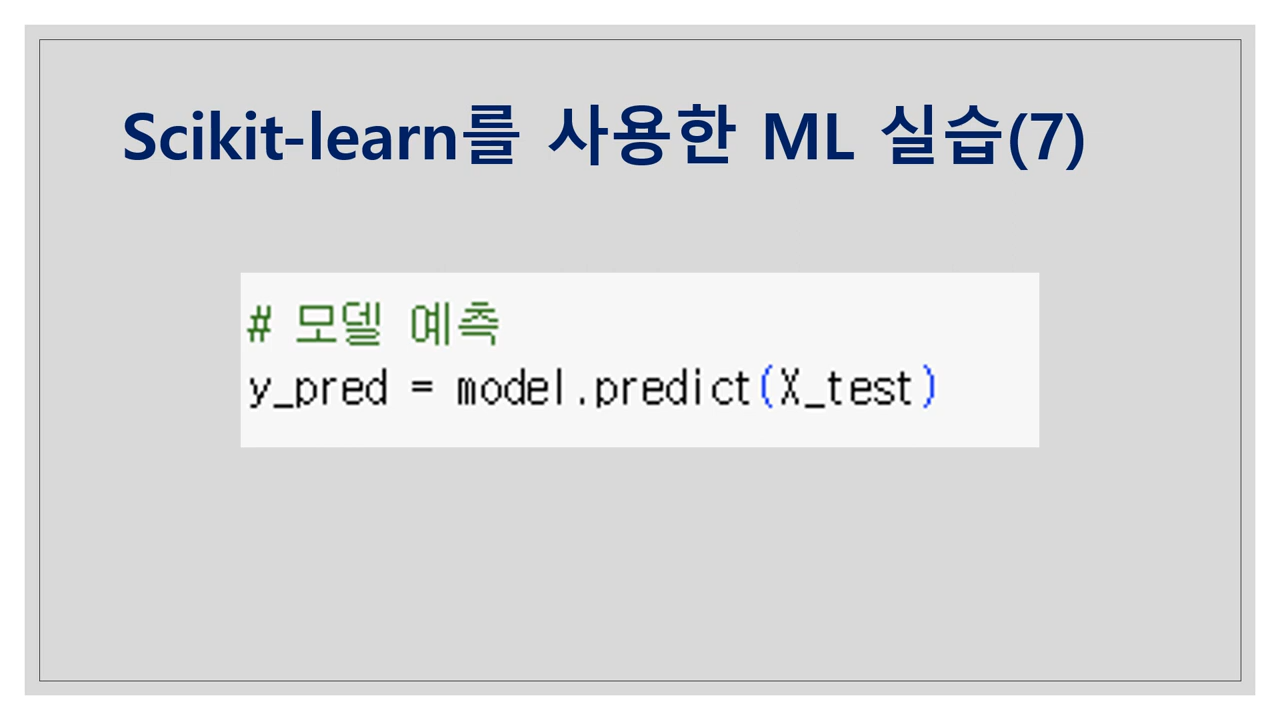 Scikit-learn를 사용한 ML 실습(7)
# 모델 예측
y_pred = model.predict(X_test)